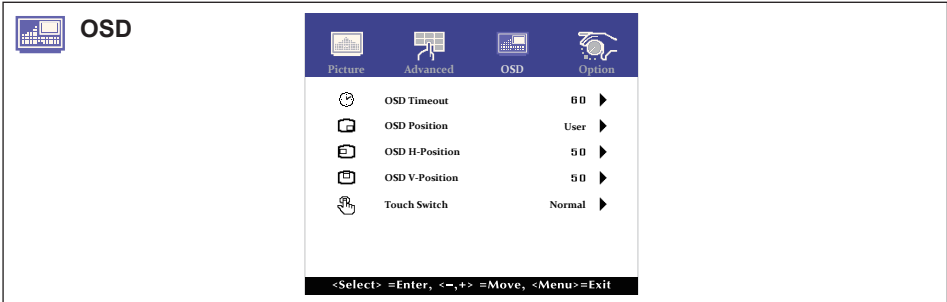 OSD
Picture Advanced OSD Option
OSD Timeout 60
OSD Position User
OSD H-Position 50
OSD V-Position 50
Touch Switch Normal
<Select> =Enter, <−,+> =Move, <Menu>=Exit